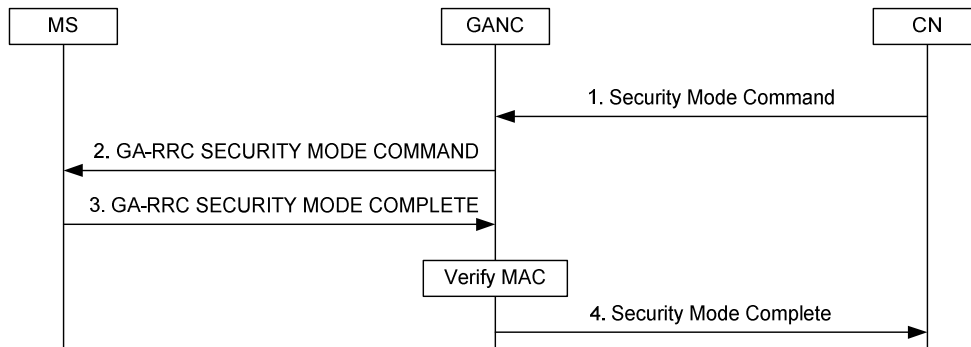 MS
GANC
CN
1. Security Mode Command
2. GA-RRC SECURITY MODE COMMAND
3. GA-RRC SECURITY MODE COMPLETE
Verify MAC
4. Security Mode Complete